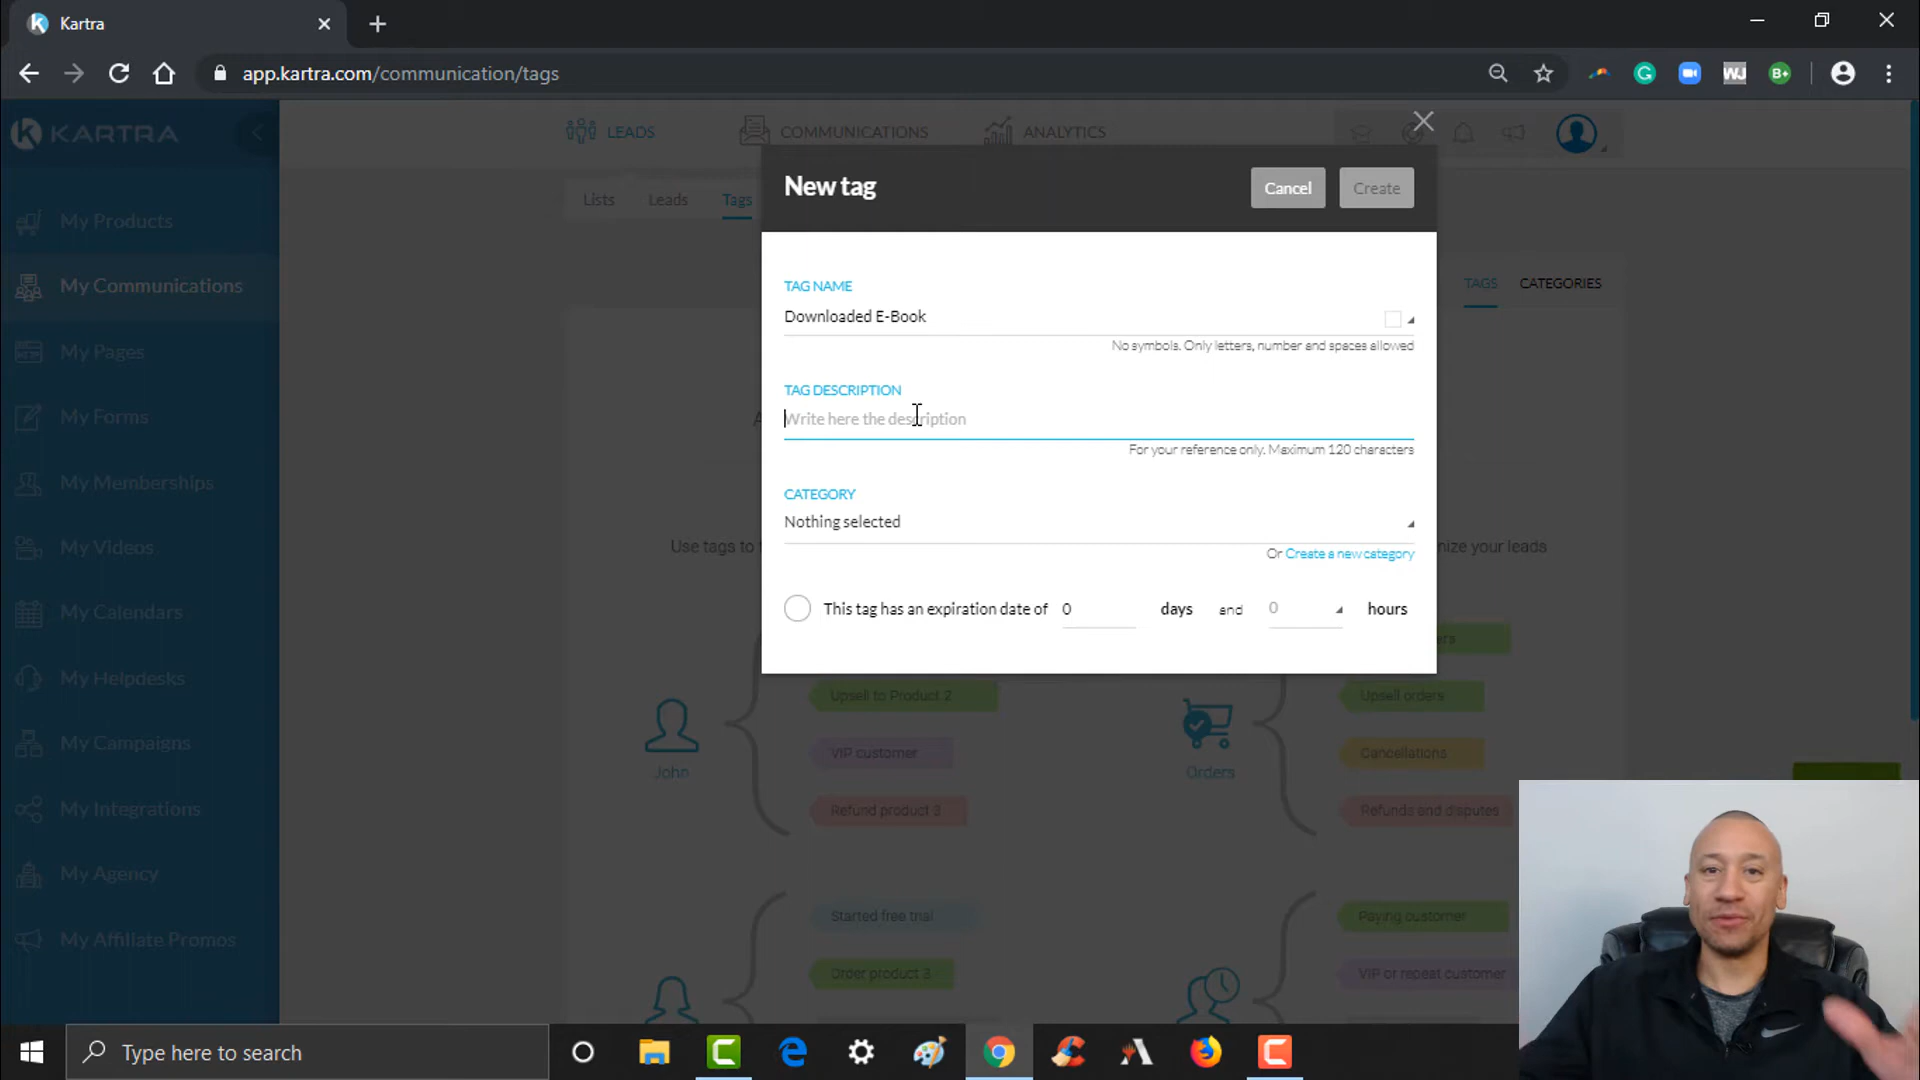 Kartra
app.kartra.com/communication/tags
WJ
B+
KARTRA
LEADS
COMMUNICATIONS
ANALYTICS
My Products
My Communications
My Pages
My Forms
My Memberships
My Videos
My Calendars
My Helpdesks
My Campaigns
My Integrations
My Agency
My Affiliate Promos
Lists
Leads
Tags
TAGS
CATEGORIES
New tag
Cancel
Create
TAG NAME
Downloaded E-Book
No symbols. Only letters, number and spaces allowed
TAG DESCRIPTION
Write here the description
For your reference only. Maximum 120 characters
CATEGORY
Nothing selected
Or Create a new category
This tag has an expiration date of 0 days and 0 hours
Use tags to
nize your leads
John
Upsell to Product 2
VIP customer
Refund product 3
Orders
Upsell orders
Cancellations
Refunds and disputes
Started free trial
Order product 3
Paying customer
VIP or repeat customer
Type here to search